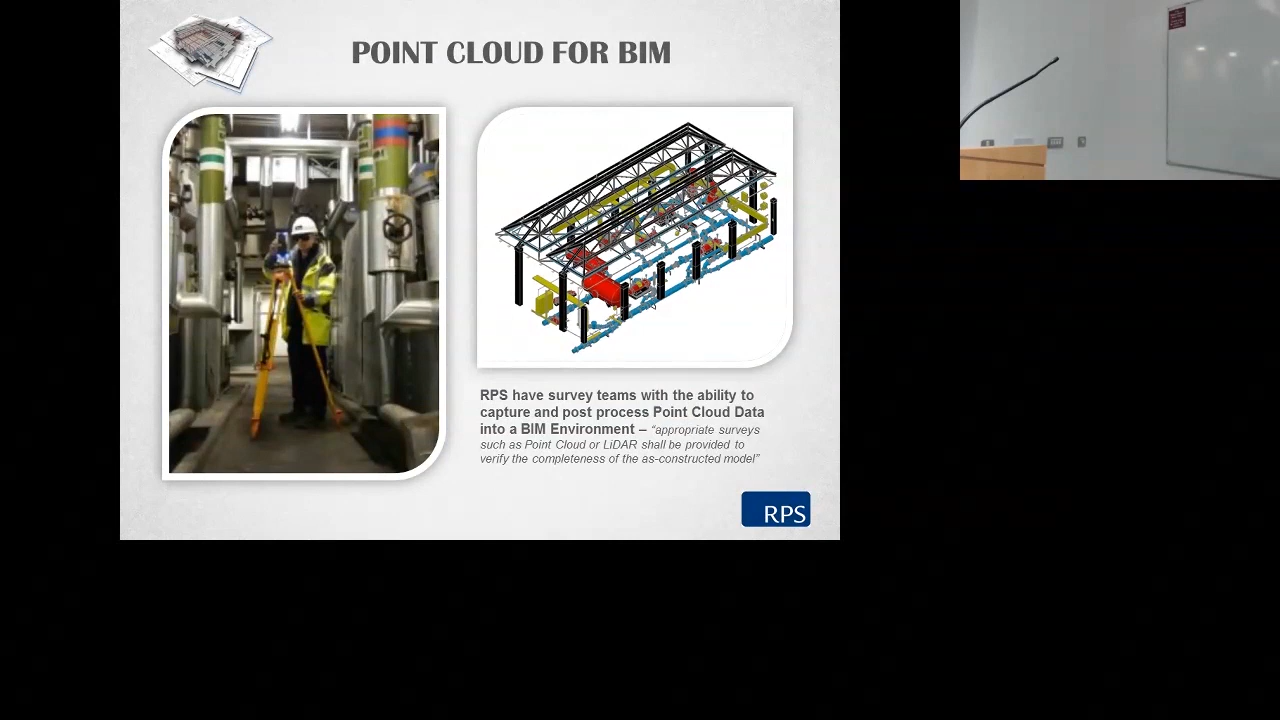 POINT CLOUD FOR BIM
RPS have survey teams with the ability to
capture and post process Point Cloud Data
into a BIM Environment – “appropriate surveys
such as Point Cloud or LiDAR shall be provided to
verify the completeness of the as-constructed model”
RPS